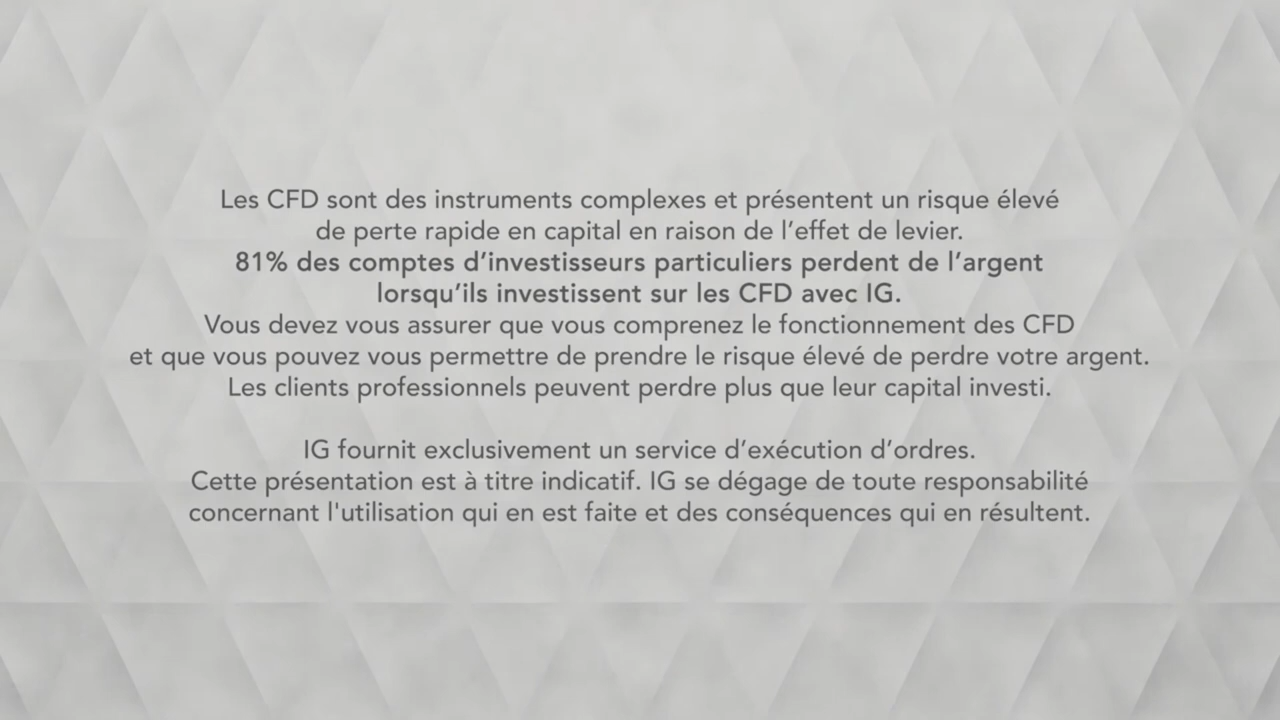 Les CFD sont des instruments complexes et présentent un risque élevé
de perte rapide en capital en raison de l’effet de levier.
81% des comptes d’investisseurs particuliers perdent de l’argent
lorsqu’ils investissent sur les CFD avec IG.
Vous devez vous assurer que vous comprenez le fonctionnement des CFD
et que vous pouvez vous permettre de prendre le risque élevé de perdre votre argent.
Les clients professionnels peuvent perdre plus que leur capital investi.
IG fournit exclusivement un service d’exécution d’ordres.
Cette présentation est à titre indicatif. IG se dégage de toute responsabilité
concernant l'utilisation qui en est faite et des conséquences qui en résultent.